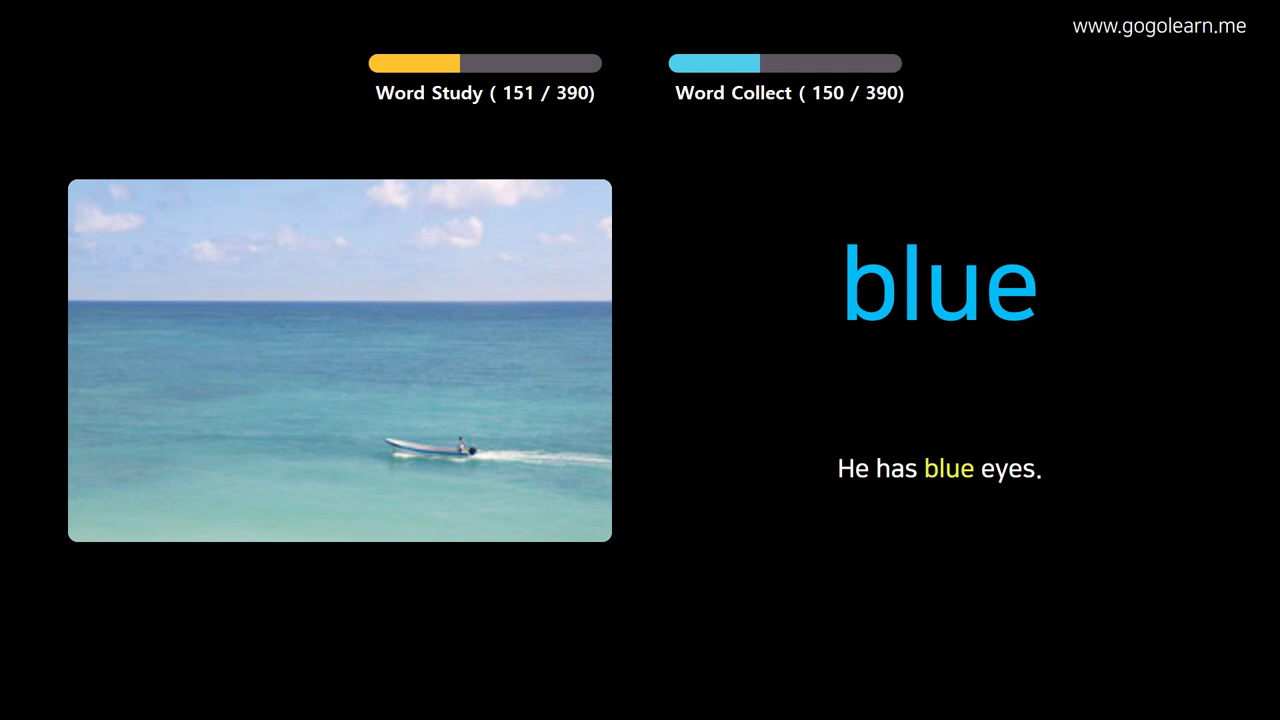 www.gogolearn.me
Word Study ( 151 / 390)
Word Collect ( 150 / 390)
blue
He has blue eyes.